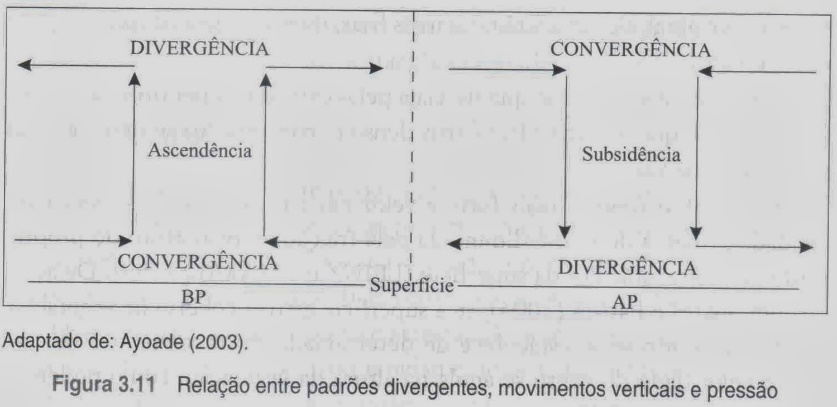 DIVERGÊNCIA
CONVERGÊNCIA
Ascendência
Subsidência
CONVERGÊNCIA
DIVERGÊNCIA
Superfície
BP
AP
Adaptado de: Ayoade (2003).
Figura 3.11 Relação entre padrões divergentes, movimentos verticais e pressão